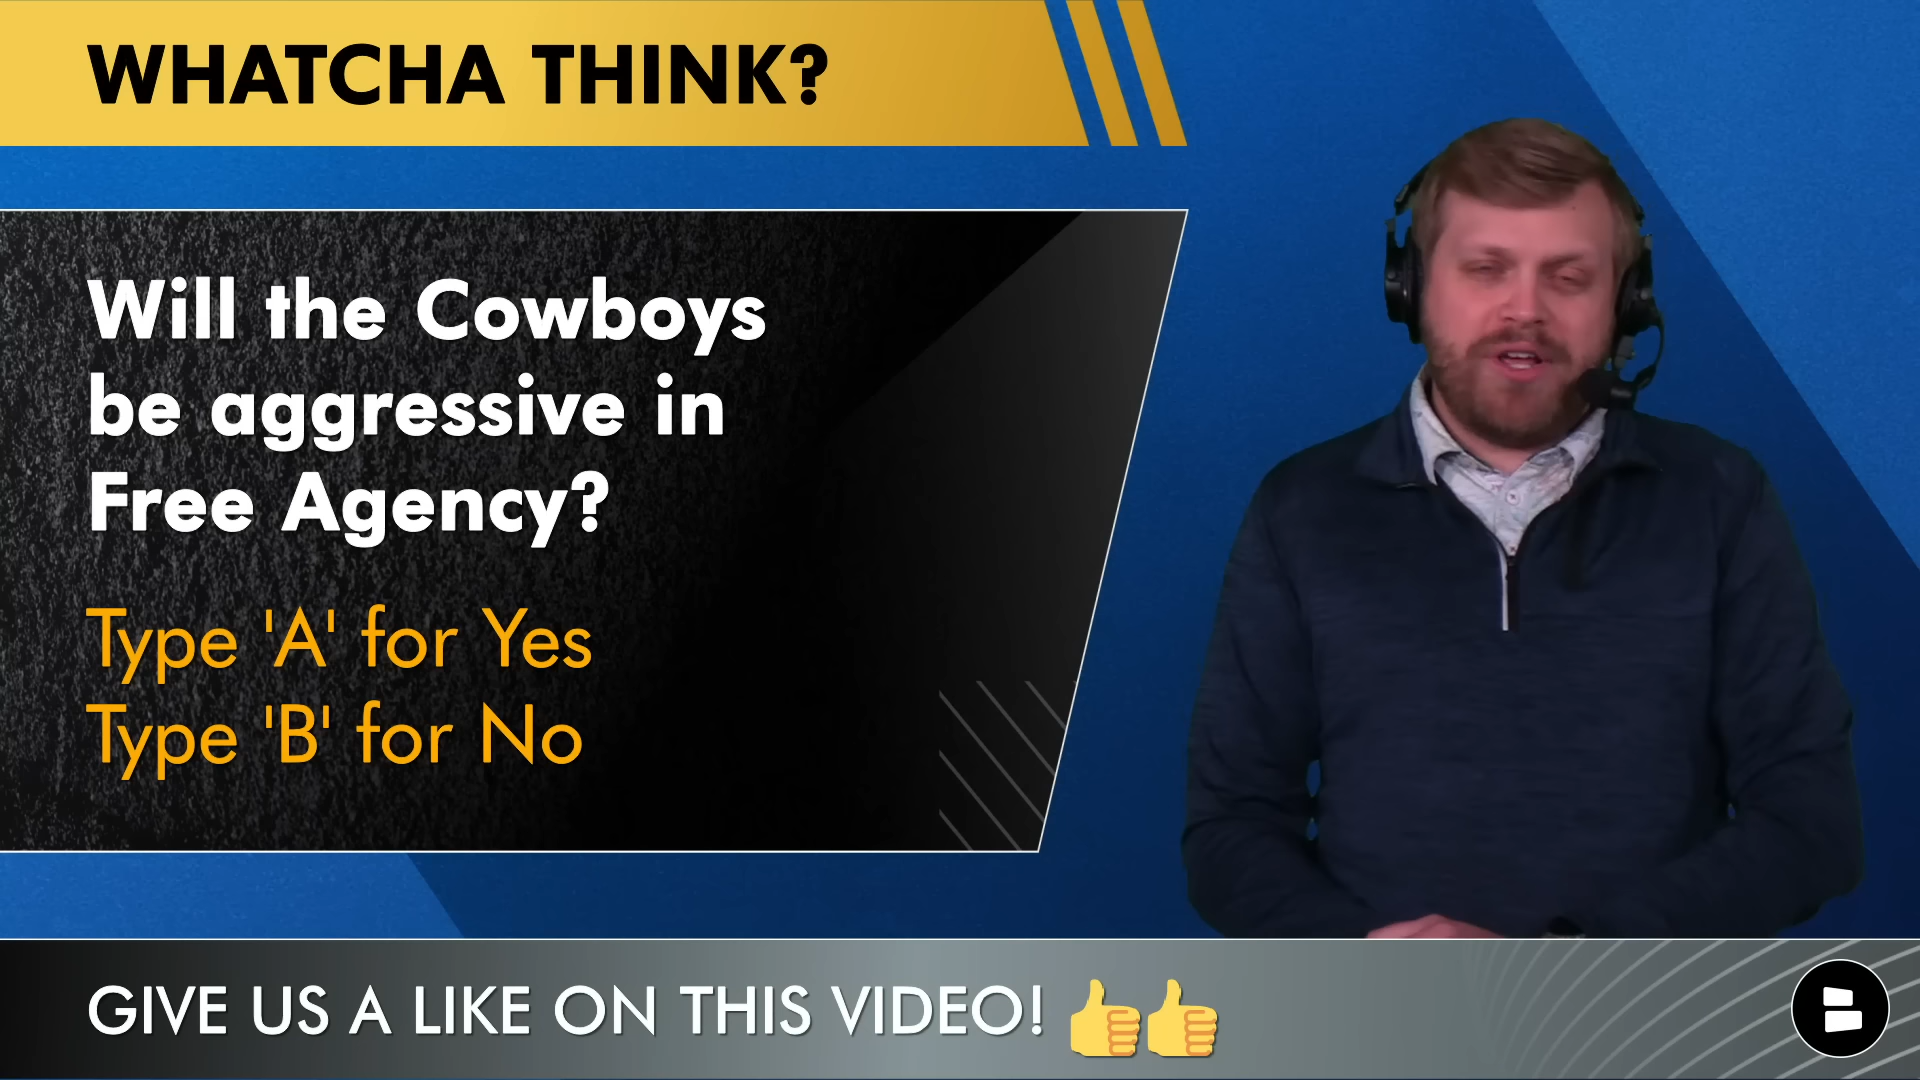 WHATCHA THINK?
Will the Cowboys
be aggressive in
Free Agency?
Type 'A' for Yes
Type 'B' for No
GIVE US A LIKE ON THIS VIDEO!